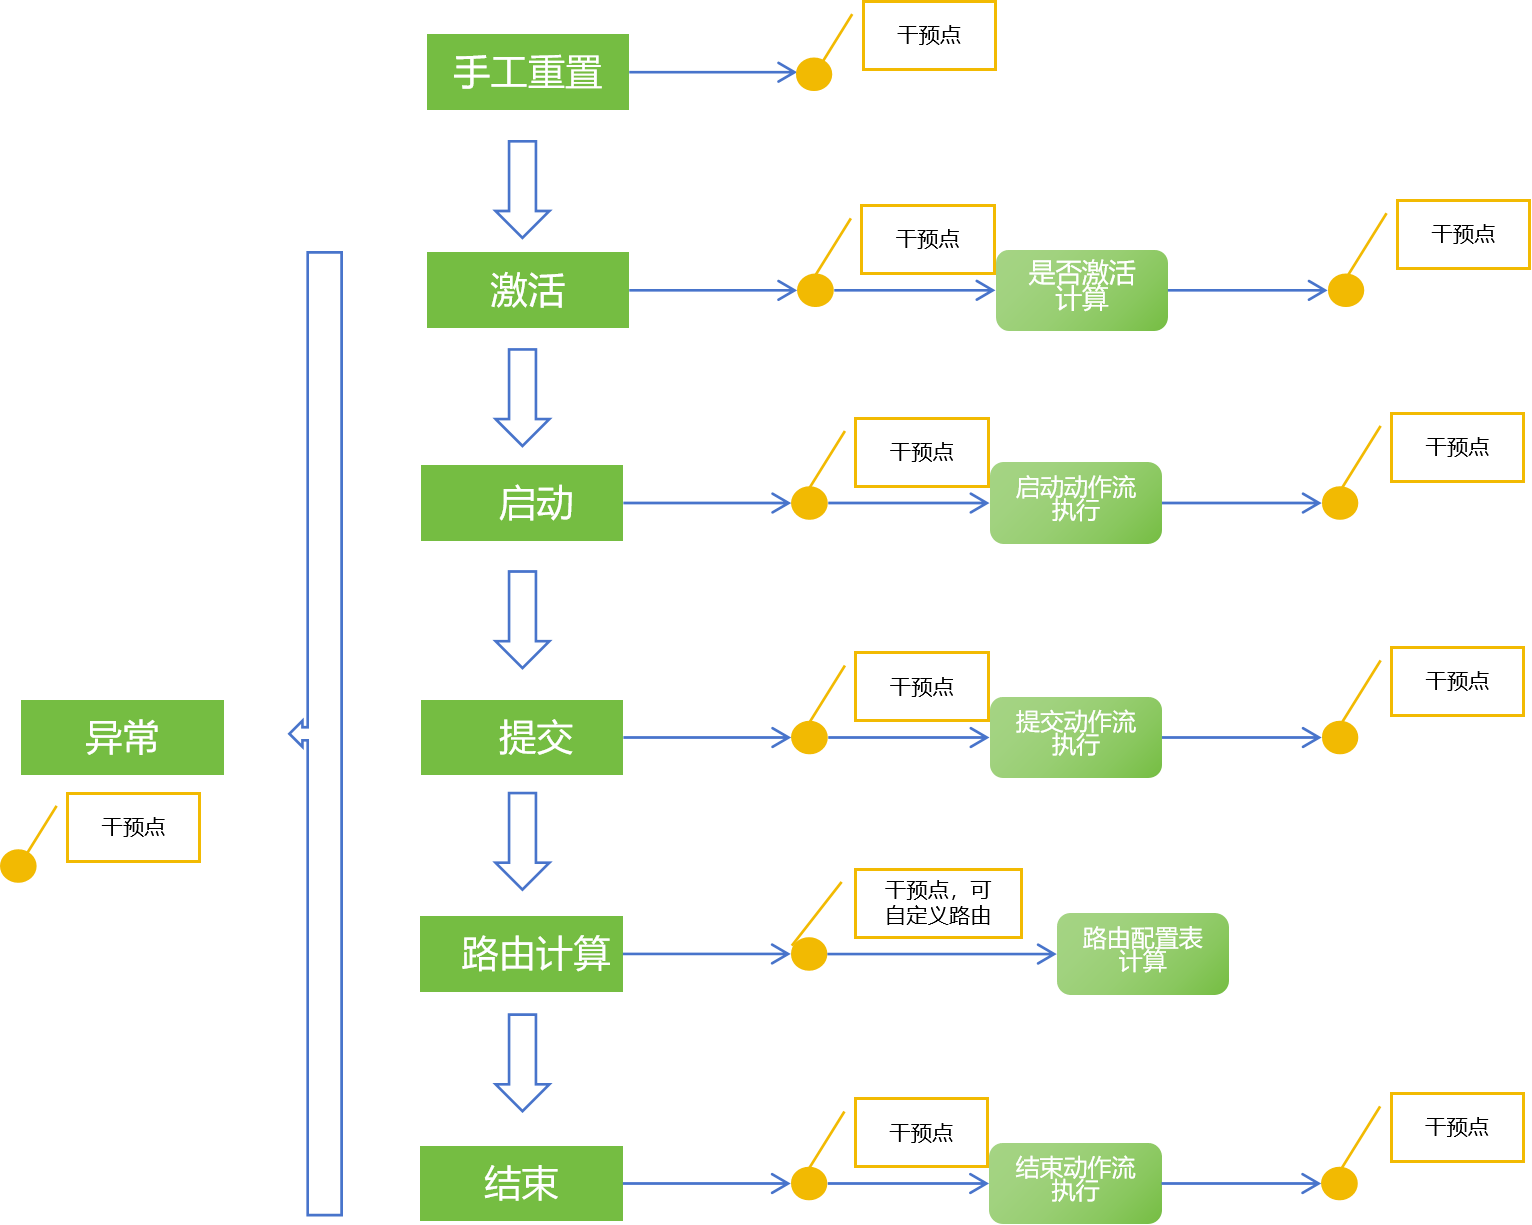 手工重置
干预点
激活
干预点
是否激活
计算
干预点
启动
干预点
启动动作流
执行
干预点
异常
干预点
提交
干预点
提交动作流
执行
干预点
路由计算
干预点，可
自定义路由
路由配置表
计算
结束
干预点
结束动作流
执行
干预点